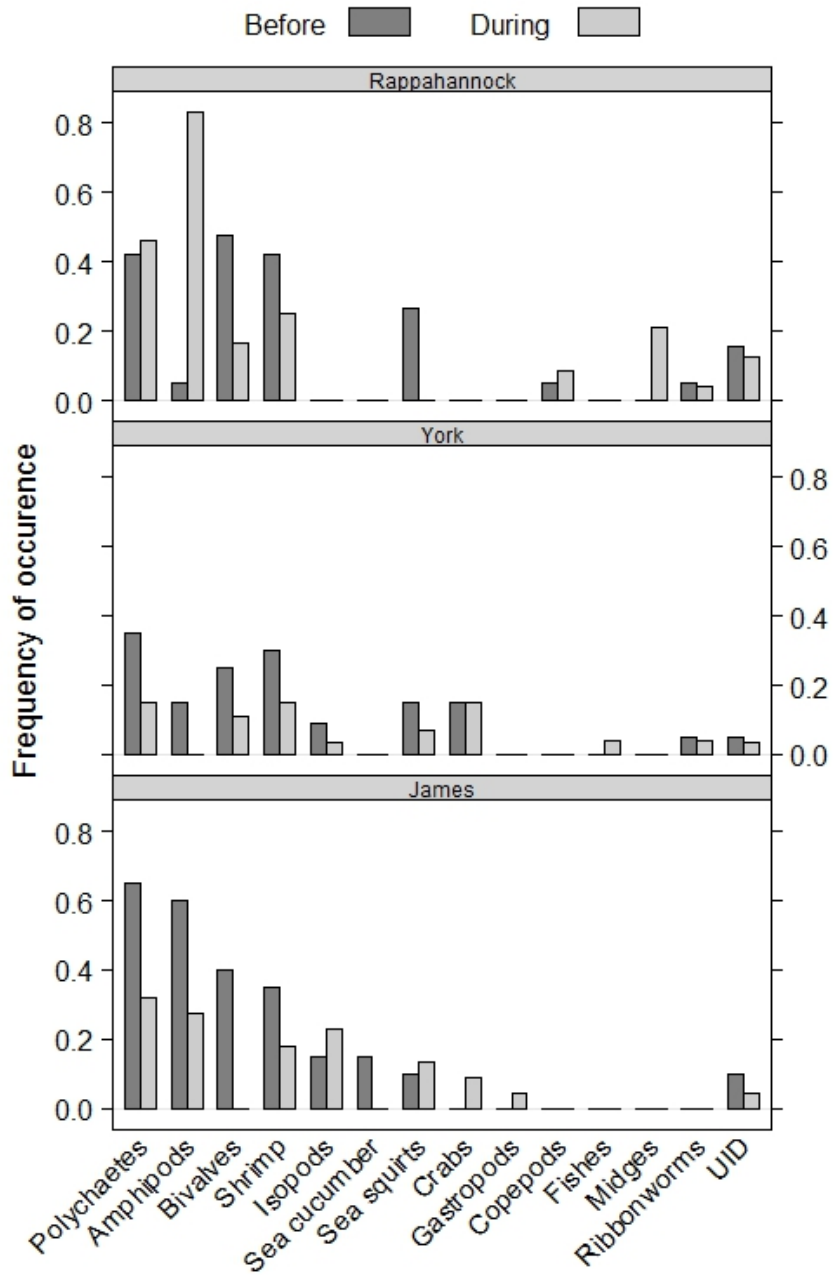 Before During
Rappahannock
0.8
0.6
0.4
0.2
0.0
York
0.8
0.6
0.4
0.2
0.0
Frequency of occurence
James
0.8
0.6
0.4
0.2
0.0
Polychaetes
Amphipods
Bivalves
Shrimp
Isopods
Sea cucumber
Sea squirts
Crabs
Gastropods
Copepods
Fishes
Midges
Ribbonworms
UID